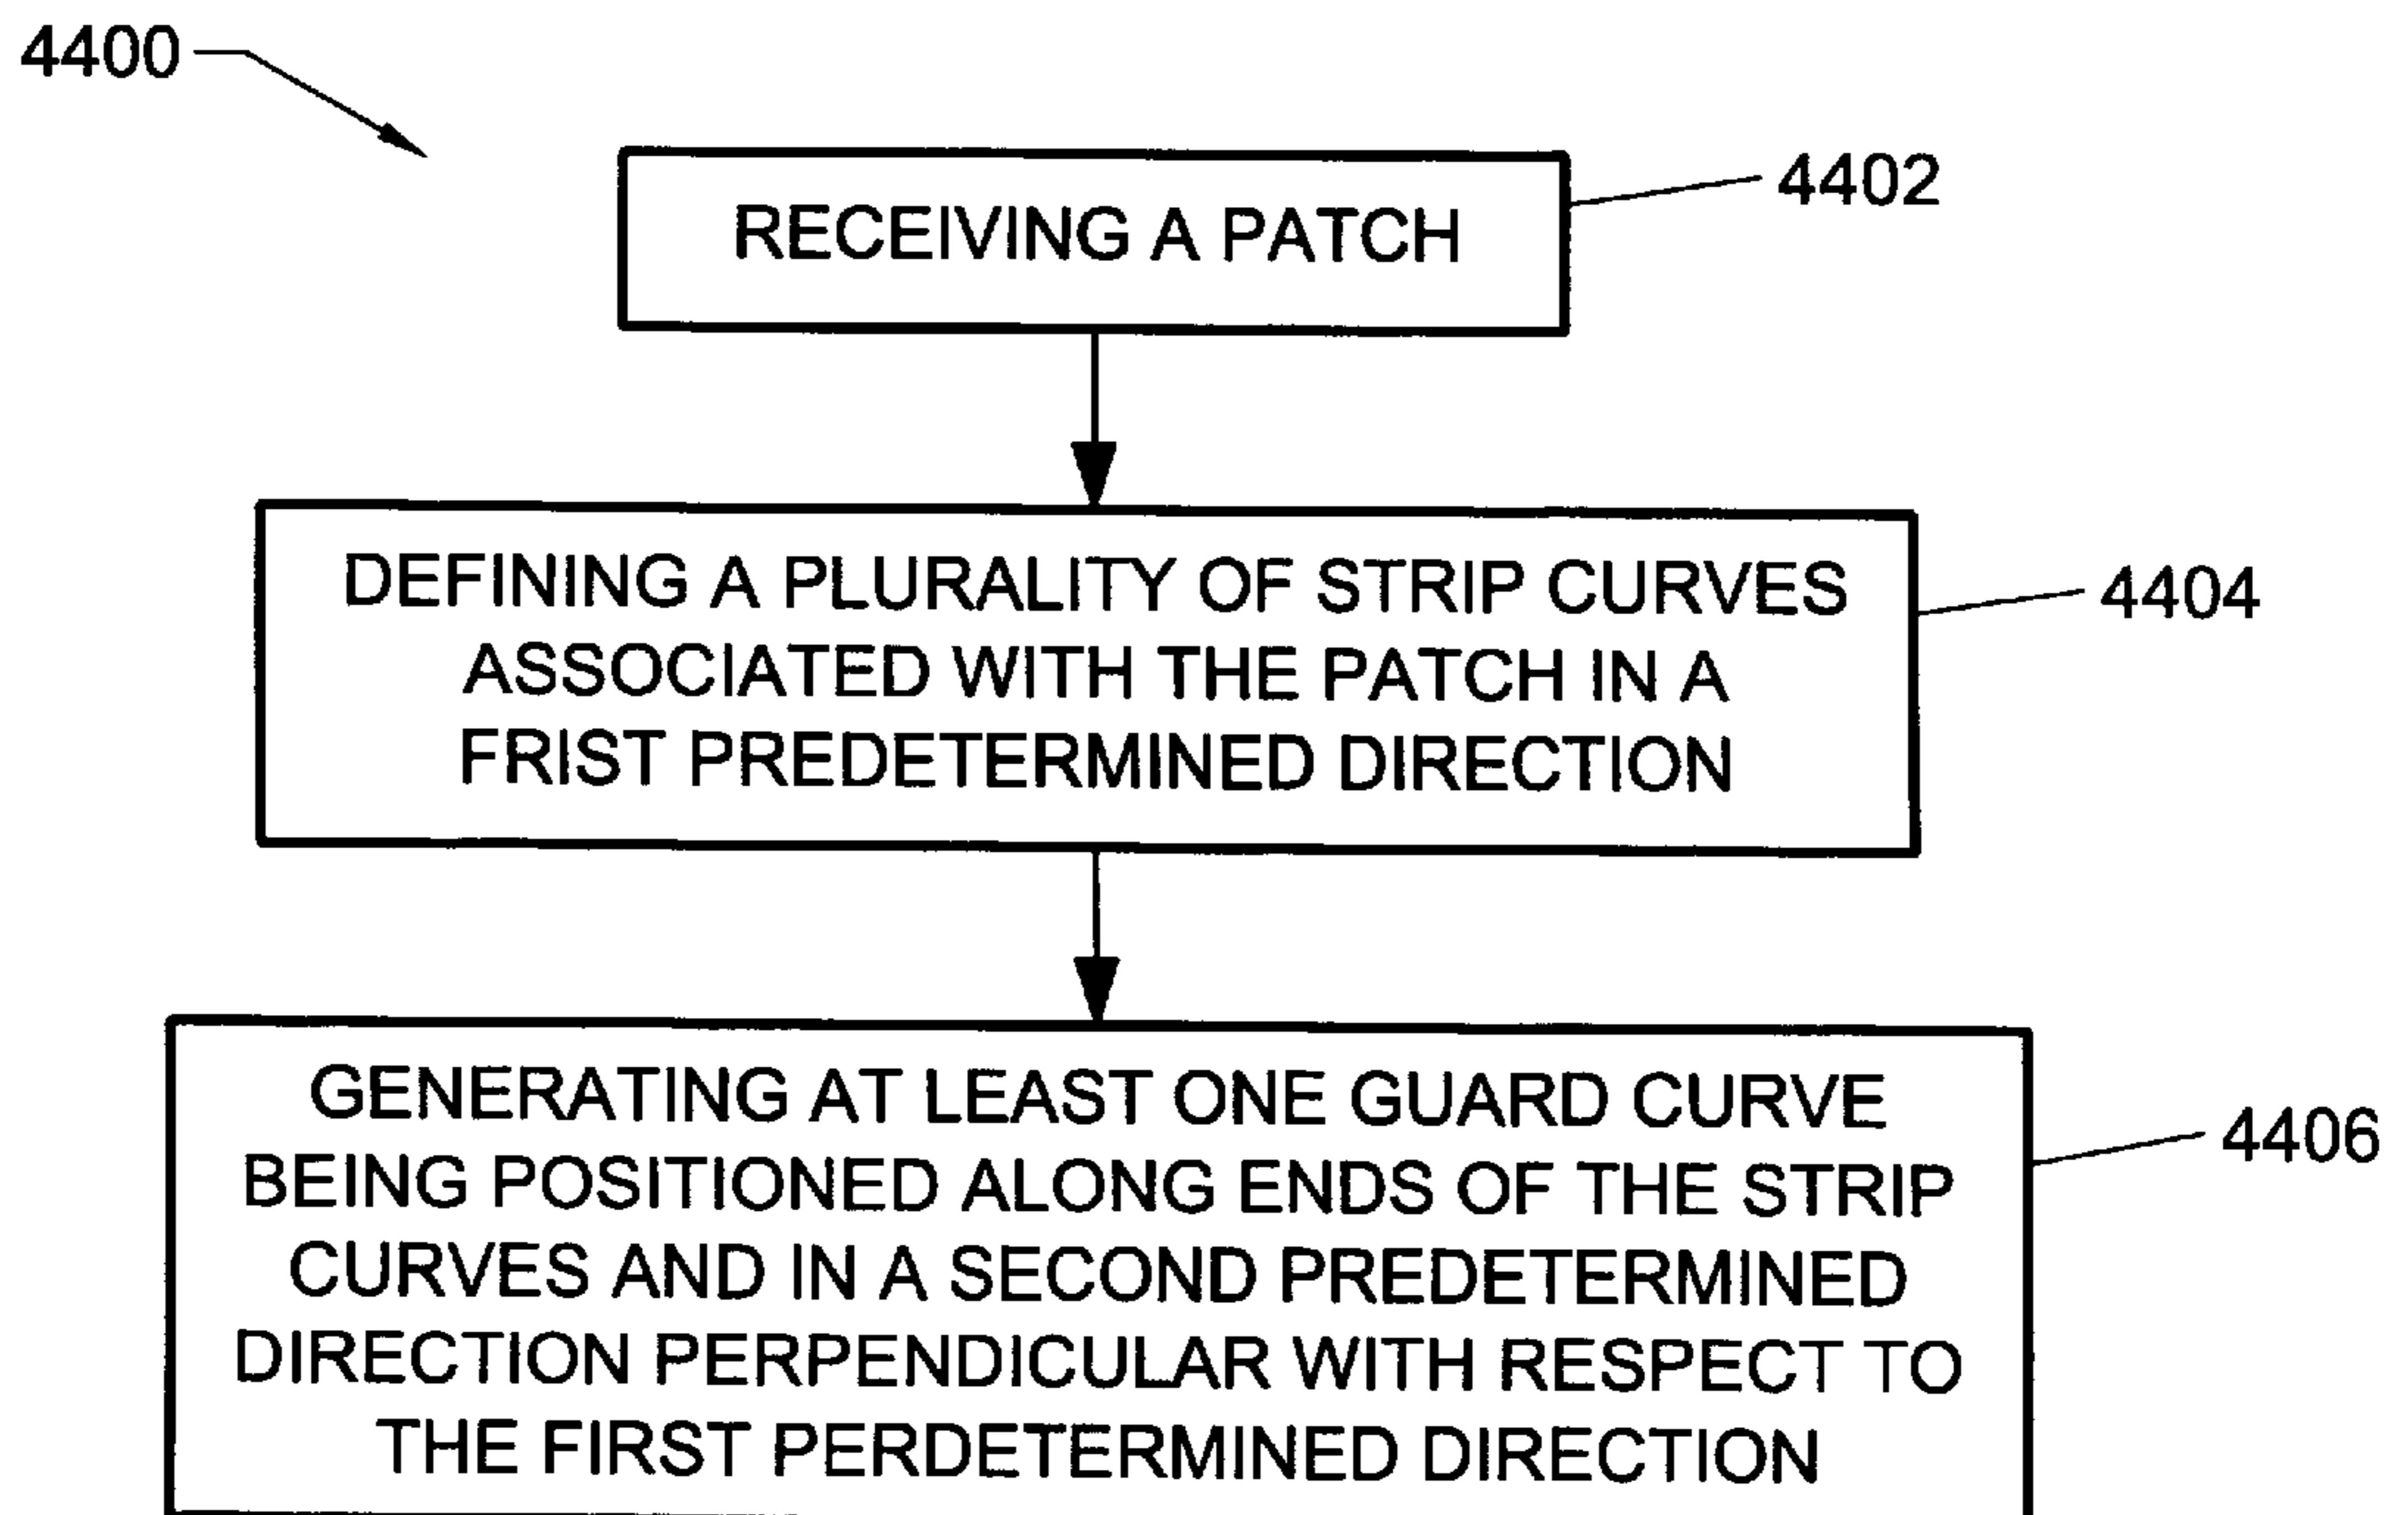 4400
RECEIVING A PATCH
4402
DEFINING A PLURALITY OF STRIP CURVES
ASSOCIATED WITH THE PATCH IN A
FRIST PREDETERMINED DIRECTION
4404
GENERATING AT LEAST ONE GUARD CURVE
BEING POSITIONED ALONG ENDS OF THE STRIP
CURVES AND IN A SECOND PREDETERMINED
DIRECTION PERPENDICULAR WITH RESPECT TO
THE FIRST PERDETERMINED DIRECTION
4406